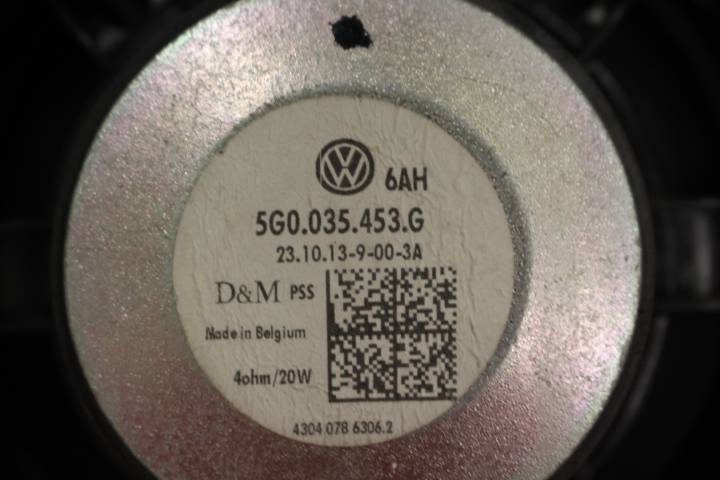 VW 6AH
5G0.035.453.G
23.10.13-9-00-3A
D&M PSS
Made in Belgium
4ohm/20W
4304 078 6306.2